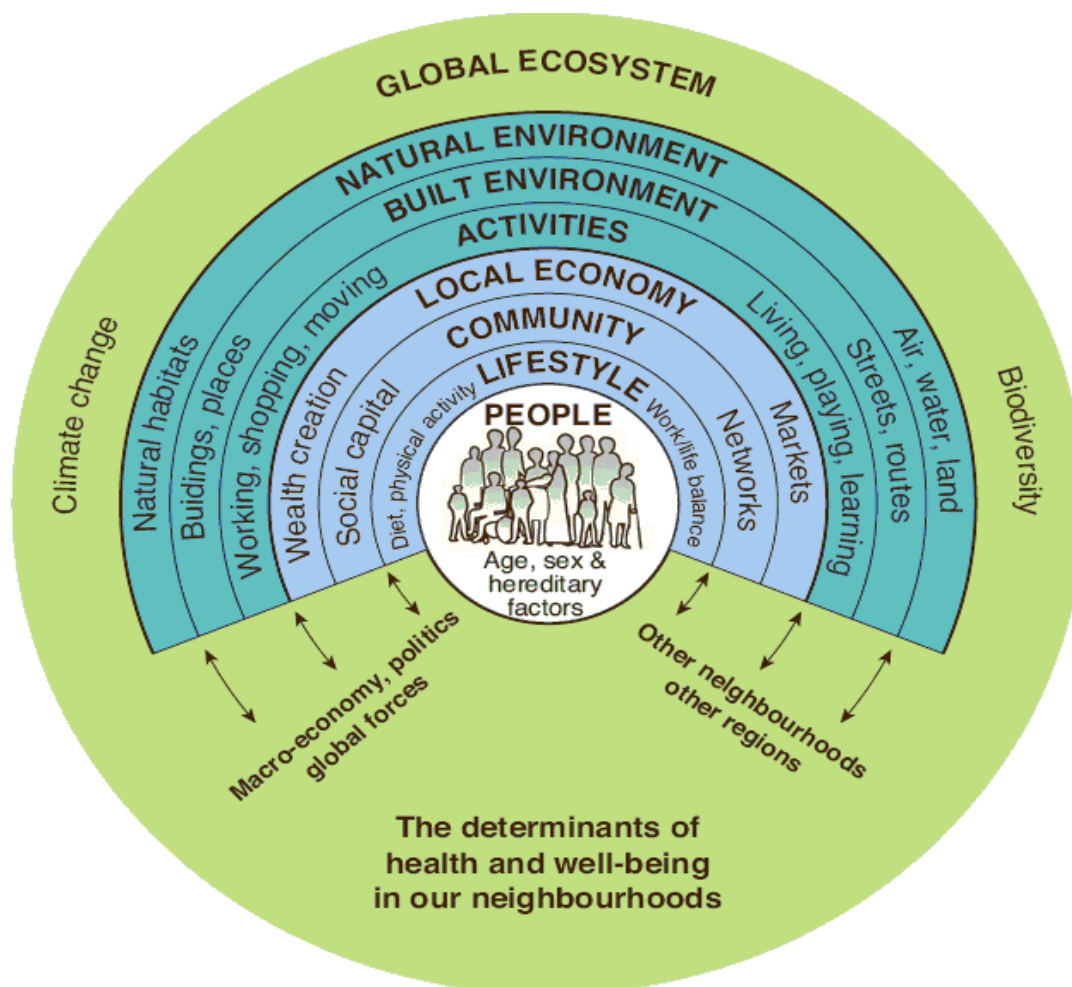 GLOBAL ECOSYSTEM
NATURAL ENVIRONMENT
BUILT ENVIRONMENT
ACTIVITIES
LOCAL ECONOMY
COMMUNITY
LIFESTYLE
PEOPLE
Age, sex &
hereditary
factors
Climate change
Natural habitats
Buidings, places
Working, shopping, moving
Wealth creation
Social capital
Diet, physical activity
Work/life balance
Networks
Markets
Living, playing, learning
Streets, routes
Air, water, land
Biodiversity
Macro-economy, politics
global forces
Other nelghbourhoods
other regions
The determinants of
health and well-being
in our neighbourhoods